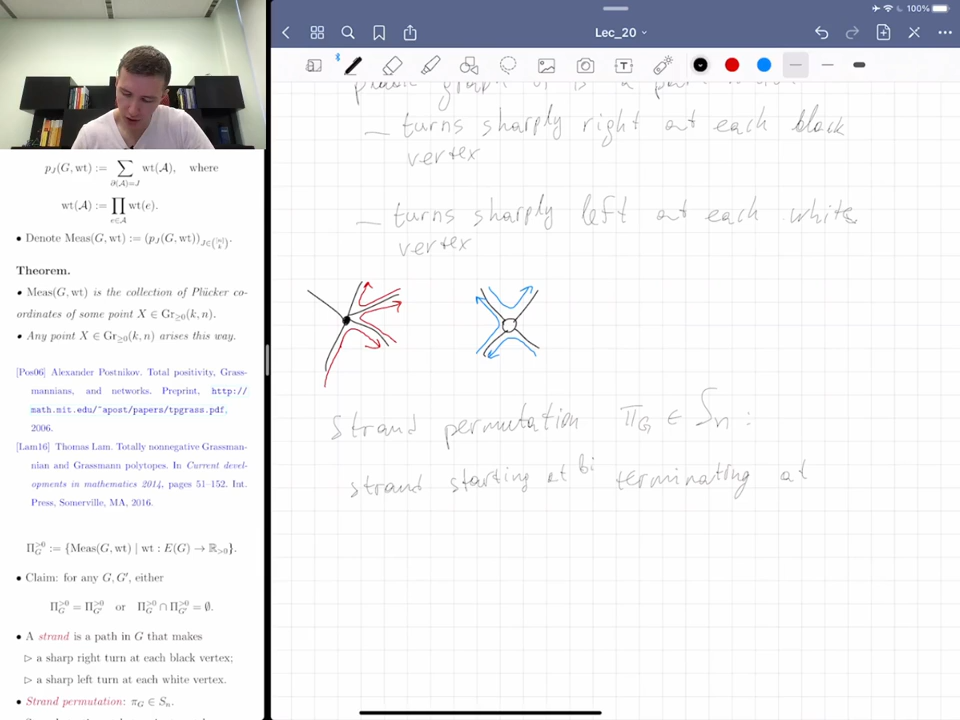 100%
Lec_20
plabic graph G is a
— turns sharply right at each black
vertex
— turns sharply left at each white
vertex
strand permutation π_G ∈ S_n :
strand starting at b_i terminating at
p_J(G, wt) := ∑_{∂(𝒜)=J} wt(𝒜), where
wt(𝒜) := ∏_{e∈𝒜} wt(e).
• Denote Meas(G, wt) := (p_J(G, wt))_{J∈([n] k)}.
Theorem.
• Meas(G, wt) is the collection of Plücker co-
ordinates of some point X ∈ Gr_{≥0}(k, n).
• Any point X ∈ Gr_{≥0}(k, n) arises this way.
[Pos06] Alexander Postnikov. Total positivity, Grass-
mannians, and networks. Preprint, http://
math.mit.edu/~apost/papers/tpgrass.pdf,
2006.
[Lam16] Thomas Lam. Totally nonnegative Grassman-
nian and Grassmann polytopes. In Current devel-
opments in mathematics 2014, pages 51–152. Int.
Press, Somerville, MA, 2016.
Π_G^{>0} := {Meas(G, wt) | wt : E(G) → ℝ_{>0}}.
• Claim: for any G, G′, either
Π_G^{>0} = Π_{G′}^{>0} or Π_G^{>0} ∩ Π_{G′}^{>0} = ∅.
• A strand is a path in G that makes
▷ a sharp right turn at each black vertex;
▷ a sharp left turn at each white vertex.
• Strand permutation: π_G ∈ S_n.